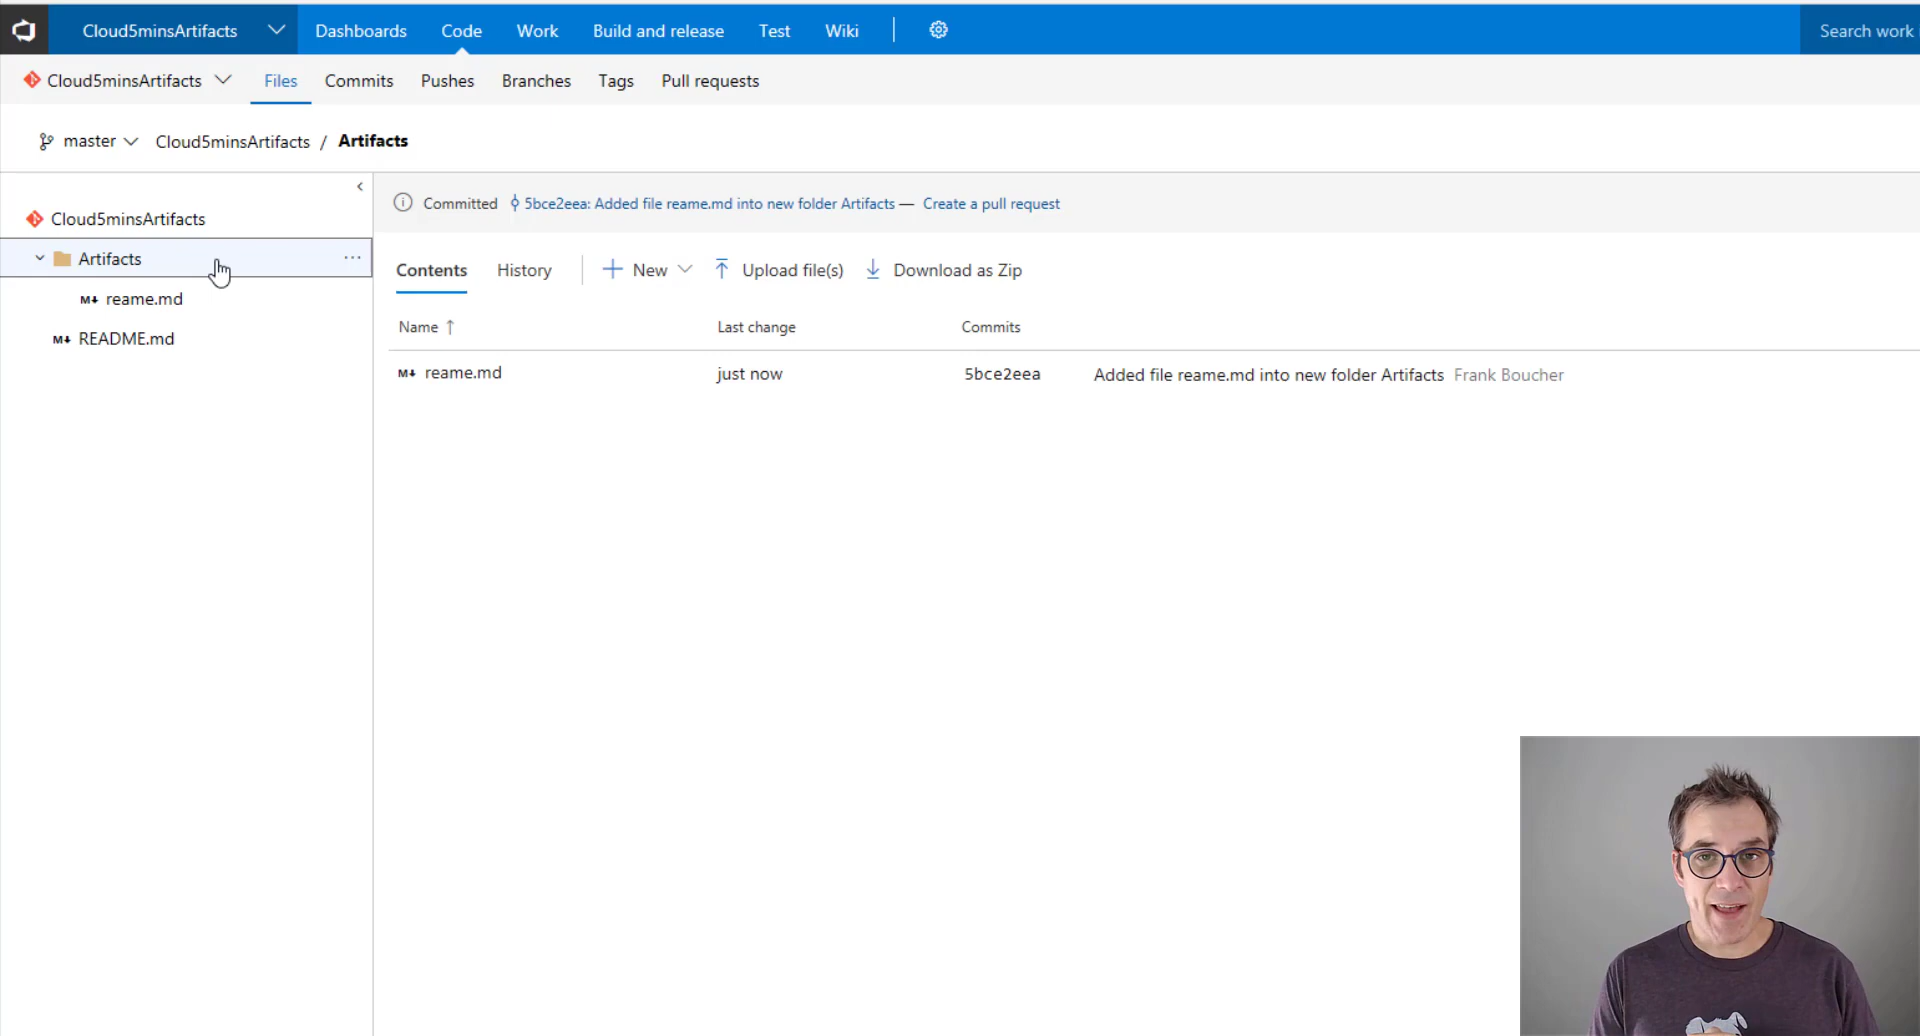 Cloud5minsArtifacts Dashboards Code Work Build and release Test Wiki Search work
Cloud5minsArtifacts Files Commits Pushes Branches Tags Pull requests
master Cloud5minsArtifacts / Artifacts
Committed 5bce2eea: Added file reame.md into new folder Artifacts — Create a pull request
Cloud5minsArtifacts
Artifacts ...
M↓ reame.md
M↓ README.md
Contents History + New Upload file(s) Download as Zip
Name ↑ Last change Commits
M↓ reame.md just now 5bce2eea Added file reame.md into new folder Artifacts Frank Boucher